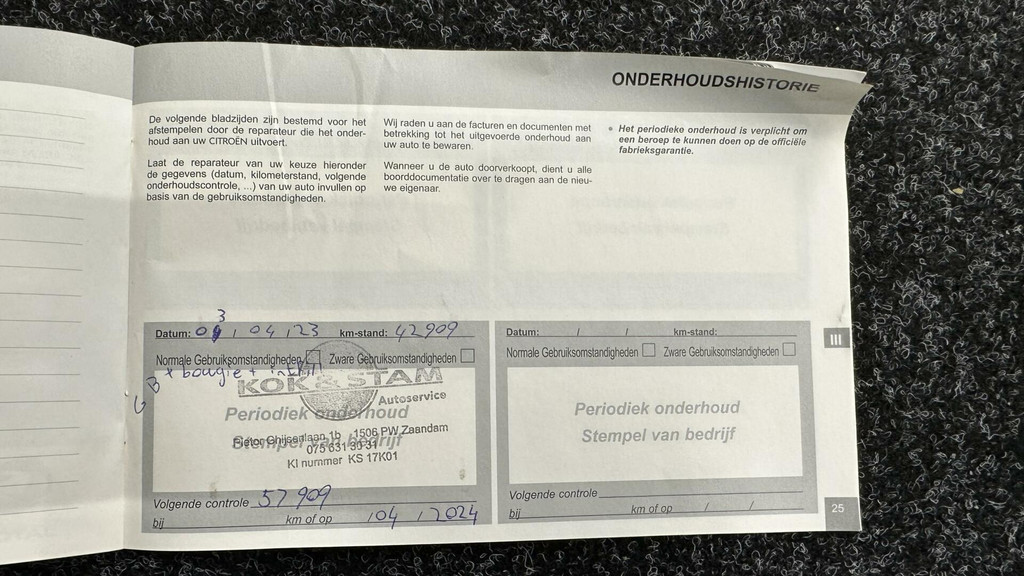 ONDERHOUDSHISTORIE
De volgende bladzijden zijn bestemd voor het
afstempelen door de reparateur die het onder-
houd aan uw CITROËN uitvoert.
Laat de reparateur van uw keuze hieronder
de gegevens (datum, kilometerstand, volgende
onderhoudscontrole, ...) van uw auto invullen op
basis van de gebruiksomstandigheden.
Wij raden u aan de facturen en documenten met
betrekking tot het uitgevoerde onderhoud aan
uw auto te bewaren.
Wanneer u de auto doorverkoopt, dient u alle
boorddocumentatie over te dragen aan de nieu-
we eigenaar.
• Het periodieke onderhoud is verplicht om
een beroep te kunnen doen op de officiële
fabrieksgarantie.
3
Datum: 0 / 04 / 23 km-stand: 42909
Normale Gebruiksomstandigheden Zware Gebruiksomstandigheden
GB + bougie +
KOK & STAM
Autoservice
Periodiek onderhoud
Stempel van bedrijf
Pieter Ghijsenlaan 1b 1506 PW Zaandam
075 631 30 31
KI nummer KS 17K01
Volgende controle 57909
bij km of op /04 / 2024
Datum: / / km-stand:
Normale Gebruiksomstandigheden Zware Gebruiksomstandigheden
Periodiek onderhoud
Stempel van bedrijf
Volgende controle
bij km of op / /
III
25